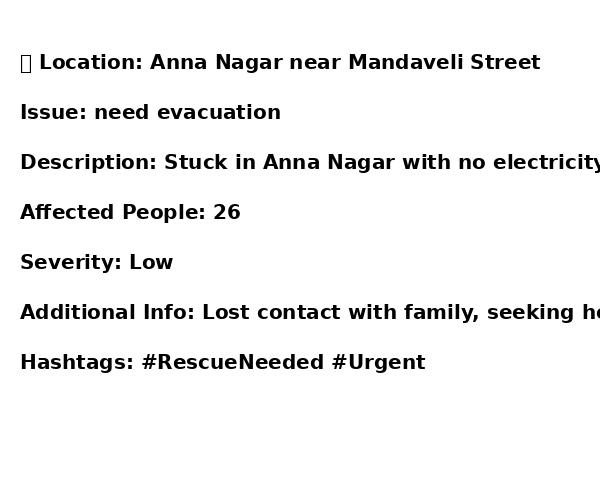 Location: Anna Nagar near Mandaveli Street
Issue: need evacuation
Description: Stuck in Anna Nagar with no electricity
Affected People: 26
Severity: Low
Additional Info: Lost contact with family, seeking
Hashtags: #RescueNeeded #Urgent